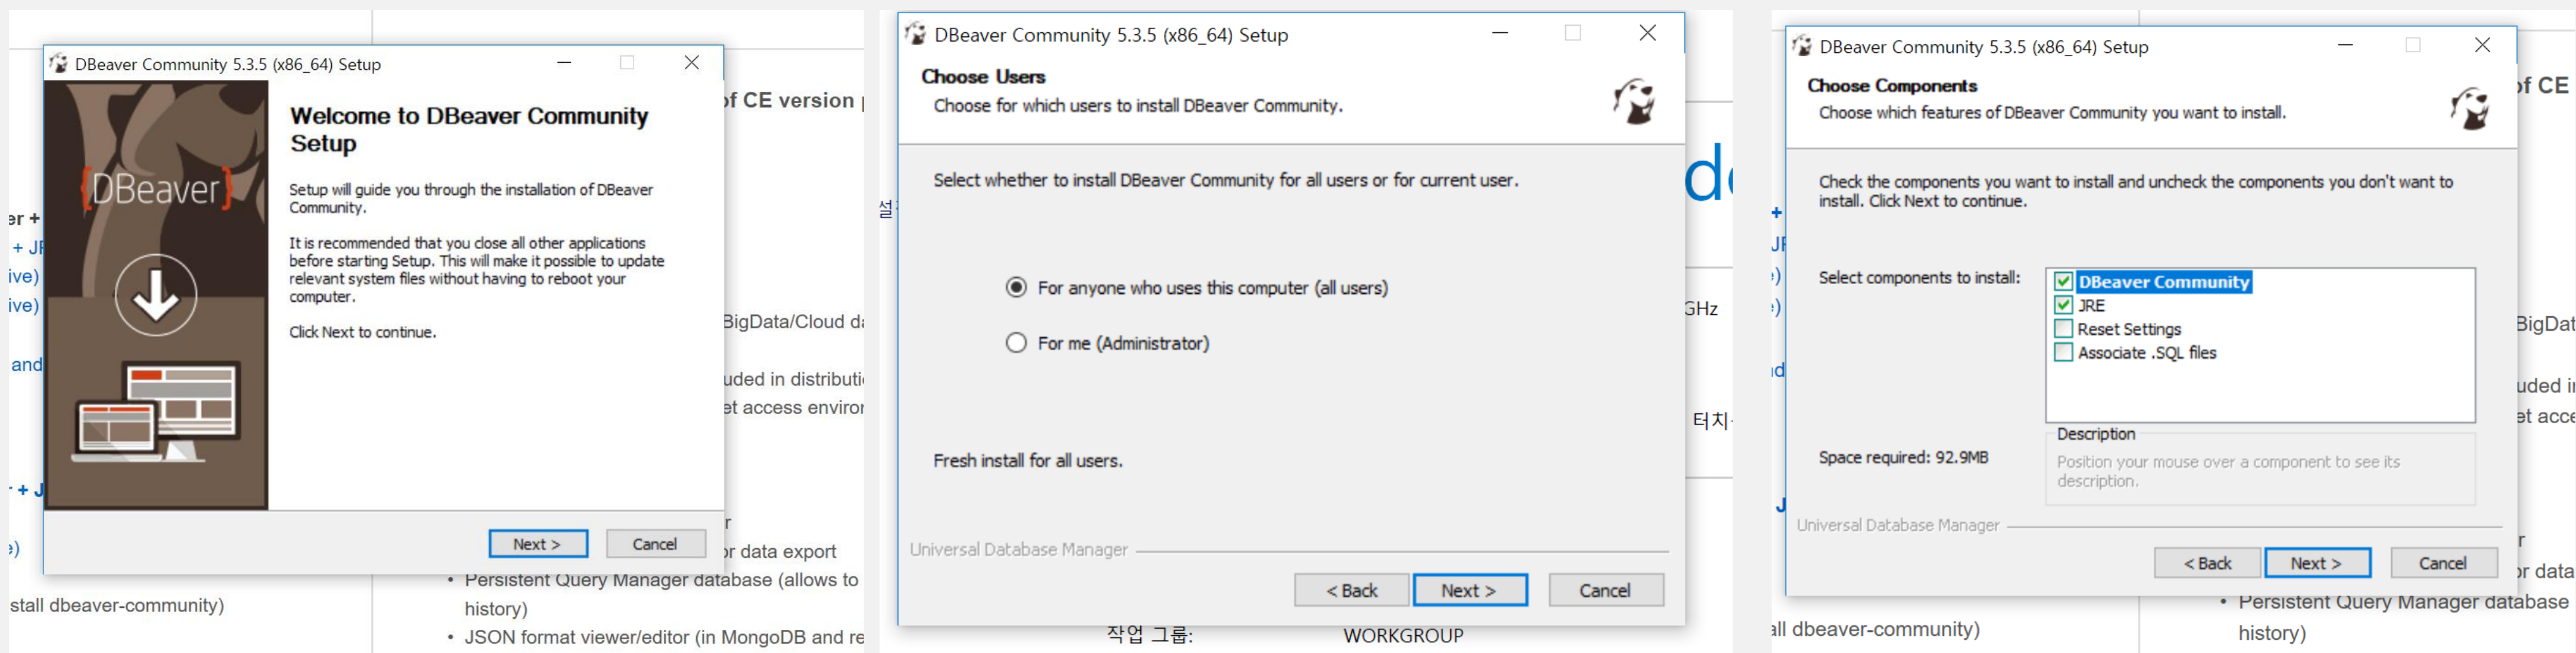 DBeaver Community 5.3.5 (x86_64) Setup
{DBeaver}
Welcome to DBeaver Community
Setup
Setup will guide you through the installation of DBeaver
Community.
It is recommended that you close all other applications
before starting Setup. This will make it possible to update
relevant system files without having to reboot your
computer.
Click Next to continue.
Next >
Cancel
of CE version
er +
+ JR
ive)
ive)
and
BigData/Cloud da
uded in distributi
et access enviror
r + J
e)
or data export
• Persistent Query Manager database (allows to
history)
• JSON format viewer/editor (in MongoDB and re
stall dbeaver-community)
DBeaver Community 5.3.5 (x86_64) Setup
Choose Users
Choose for which users to install DBeaver Community.
Select whether to install DBeaver Community for all users or for current user.
For anyone who uses this computer (all users)
For me (Administrator)
Fresh install for all users.
Universal Database Manager
< Back
Next >
Cancel
설
de
GHz
터치
작업 그룹:
WORKGROUP
DBeaver Community 5.3.5 (x86_64) Setup
Choose Components
Choose which features of DBeaver Community you want to install.
Check the components you want to install and uncheck the components you don't want to
install. Click Next to continue.
Select components to install:
DBeaver Community
JRE
Reset Settings
Associate .SQL files
Space required: 92.9MB
Description
Position your mouse over a component to see its
description.
Universal Database Manager
< Back
Next >
Cancel
of CE
BigDat
uded in
et acce
or data
• Persistent Query Manager database
history)
all dbeaver-community)